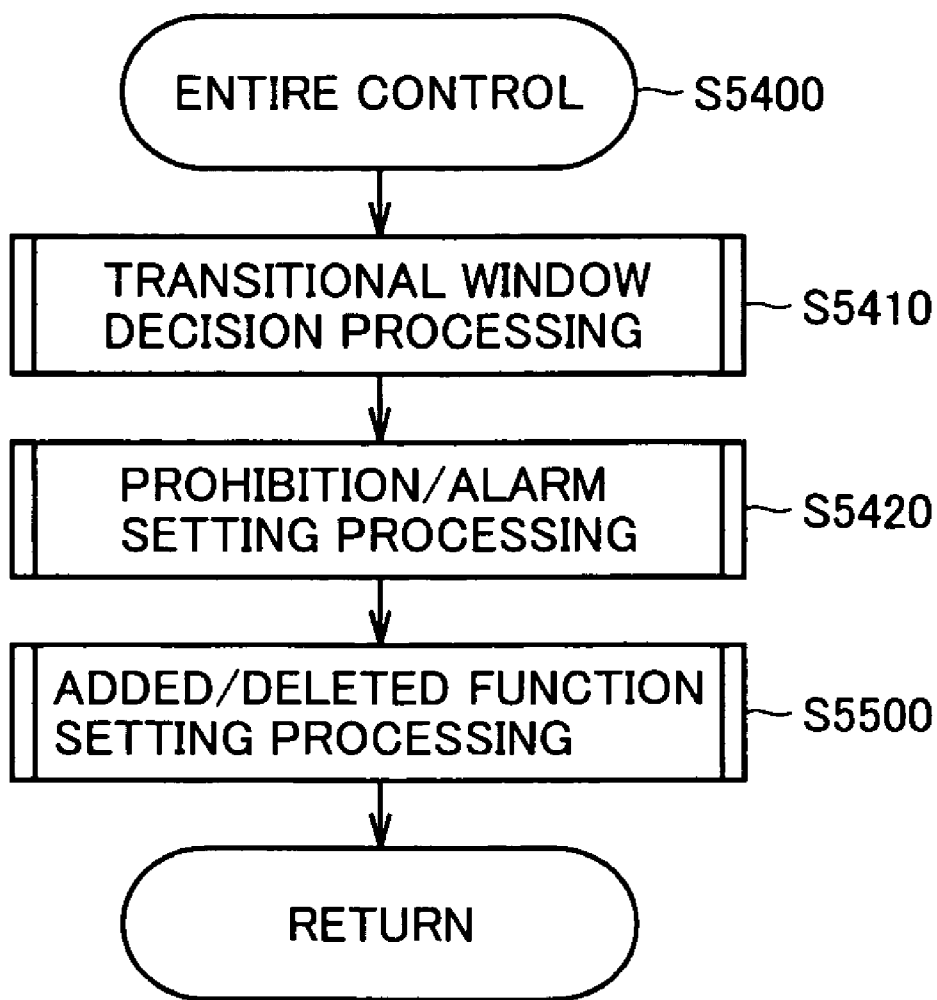 ENTIRE CONTROL
S5400
TRANSITIONAL WINDOW
DECISION PROCESSING
S5410
PROHIBITION/ALARM
SETTING PROCESSING
S5420
ADDED/DELETED FUNCTION
SETTING PROCESSING
S5500
RETURN